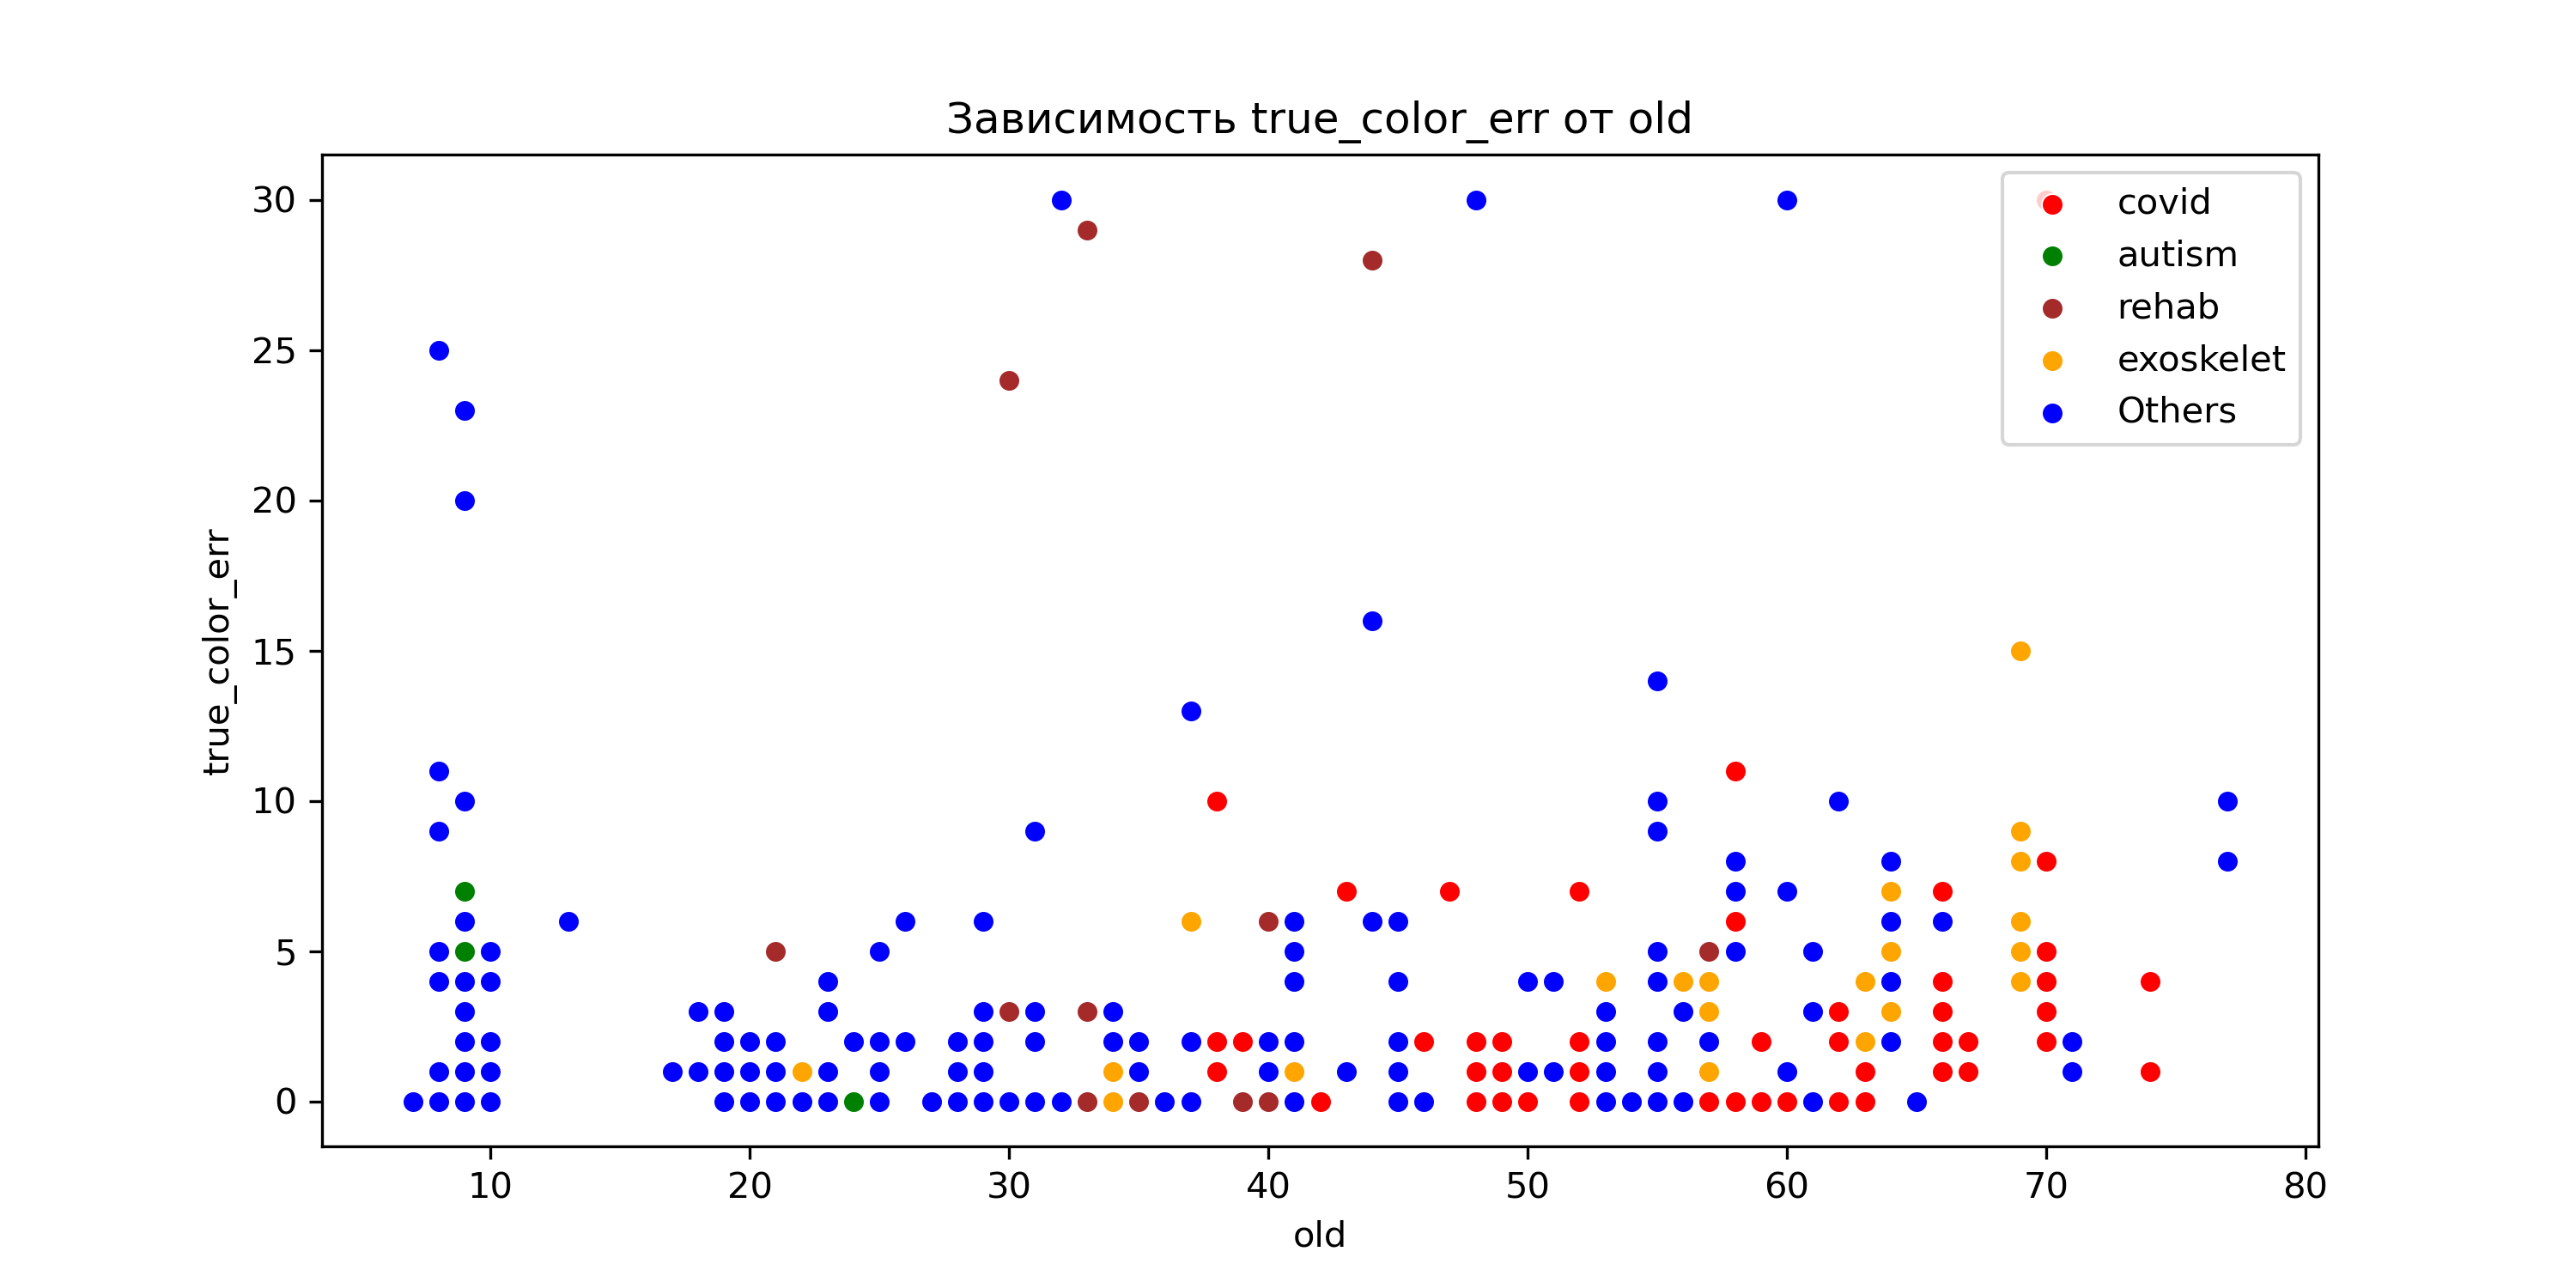 Зависимость true_color_err от old
true_color_err
30
25
20
15
10
5
0
covid
autism
rehab
exoskelet
Others
10 20 30 40 50 60 70 80
old